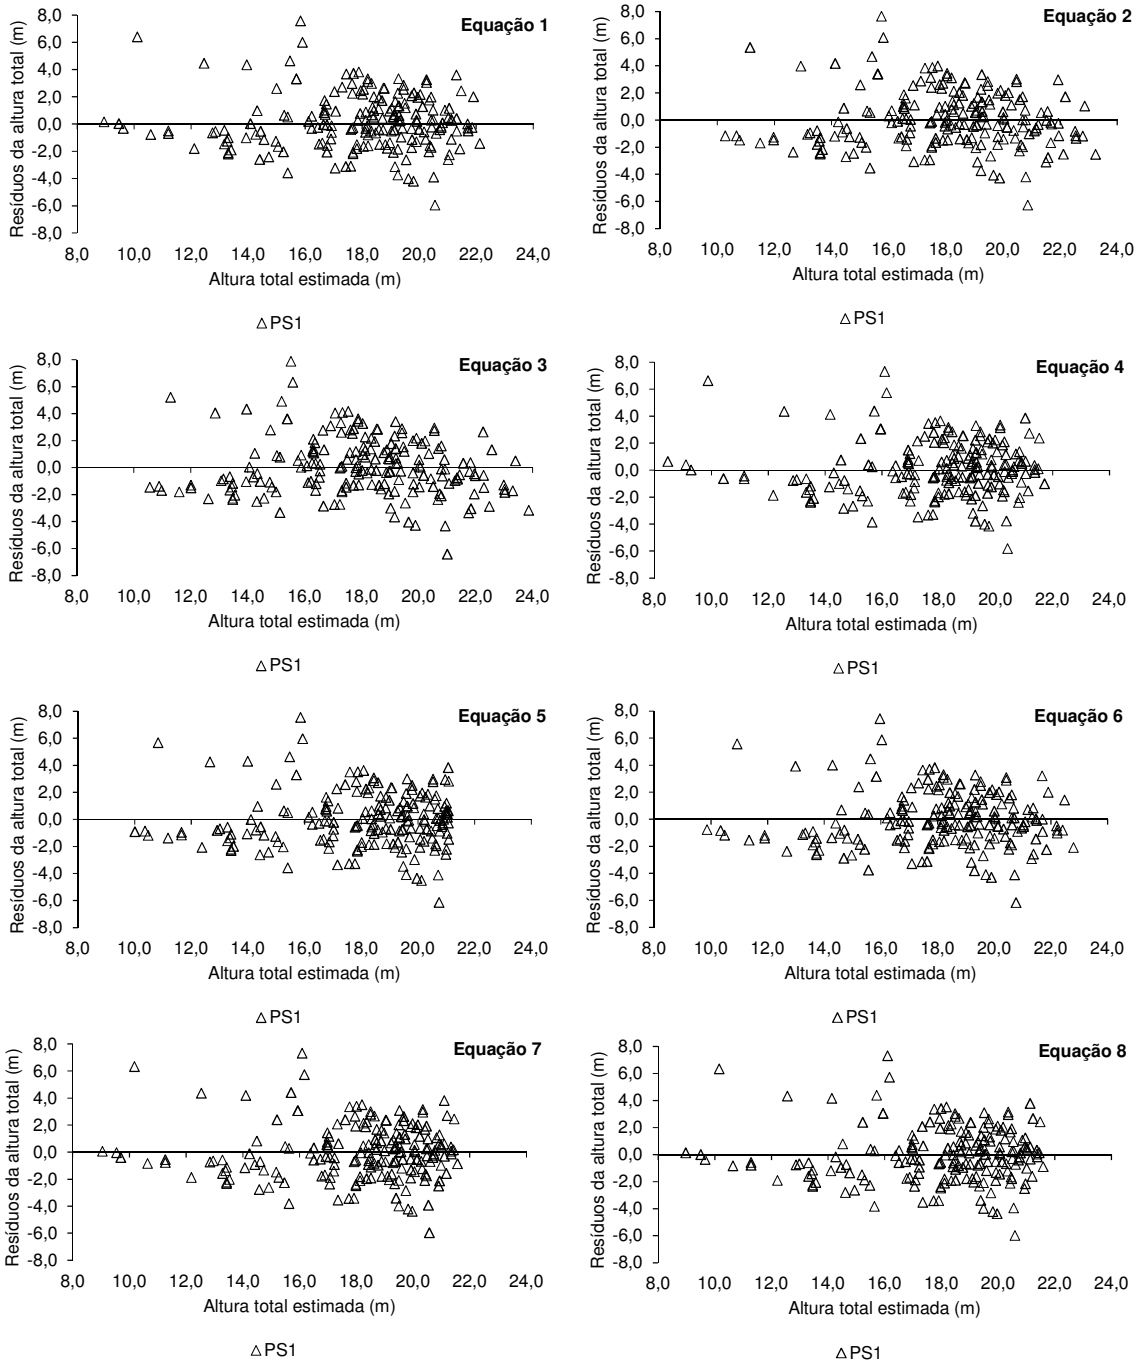 Equação 1
Resíduos da altura total (m)
8,0
6,0
4,0
2,0
0,0
-2,0
-4,0
-6,0
-8,0
8,0 10,0 12,0 14,0 16,0 18,0 20,0 22,0 24,0
Altura total estimada (m)
PS1
Equação 2
Resíduos da altura total (m)
8,0
6,0
4,0
2,0
0,0
-2,0
-4,0
-6,0
-8,0
8,0 10,0 12,0 14,0 16,0 18,0 20,0 22,0 24,0
Altura total estimada (m)
PS1
Equação 3
Resíduos da altura total (m)
8,0
6,0
4,0
2,0
0,0
-2,0
-4,0
-6,0
-8,0
8,0 10,0 12,0 14,0 16,0 18,0 20,0 22,0 24,0
Altura total estimada (m)
PS1
Equação 4
Resíduos da altura total (m)
8,0
6,0
4,0
2,0
0,0
-2,0
-4,0
-6,0
-8,0
8,0 10,0 12,0 14,0 16,0 18,0 20,0 22,0 24,0
Altura total estimada (m)
PS1
Equação 5
Resíduos da altura total (m)
8,0
6,0
4,0
2,0
0,0
-2,0
-4,0
-6,0
-8,0
8,0 10,0 12,0 14,0 16,0 18,0 20,0 22,0 24,0
Altura total estimada (m)
PS1
Equação 6
Resíduos da altura total (m)
8,0
6,0
4,0
2,0
0,0
-2,0
-4,0
-6,0
-8,0
8,0 10,0 12,0 14,0 16,0 18,0 20,0 22,0 24,0
Altura total estimada (m)
PS1
Equação 7
Resíduos da altura total (m)
8,0
6,0
4,0
2,0
0,0
-2,0
-4,0
-6,0
-8,0
8,0 10,0 12,0 14,0 16,0 18,0 20,0 22,0 24,0
Altura total estimada (m)
PS1
Equação 8
Resíduos da altura total (m)
8,0
6,0
4,0
2,0
0,0
-2,0
-4,0
-6,0
-8,0
8,0 10,0 12,0 14,0 16,0 18,0 20,0 22,0 24,0
Altura total estimada (m)
PS1